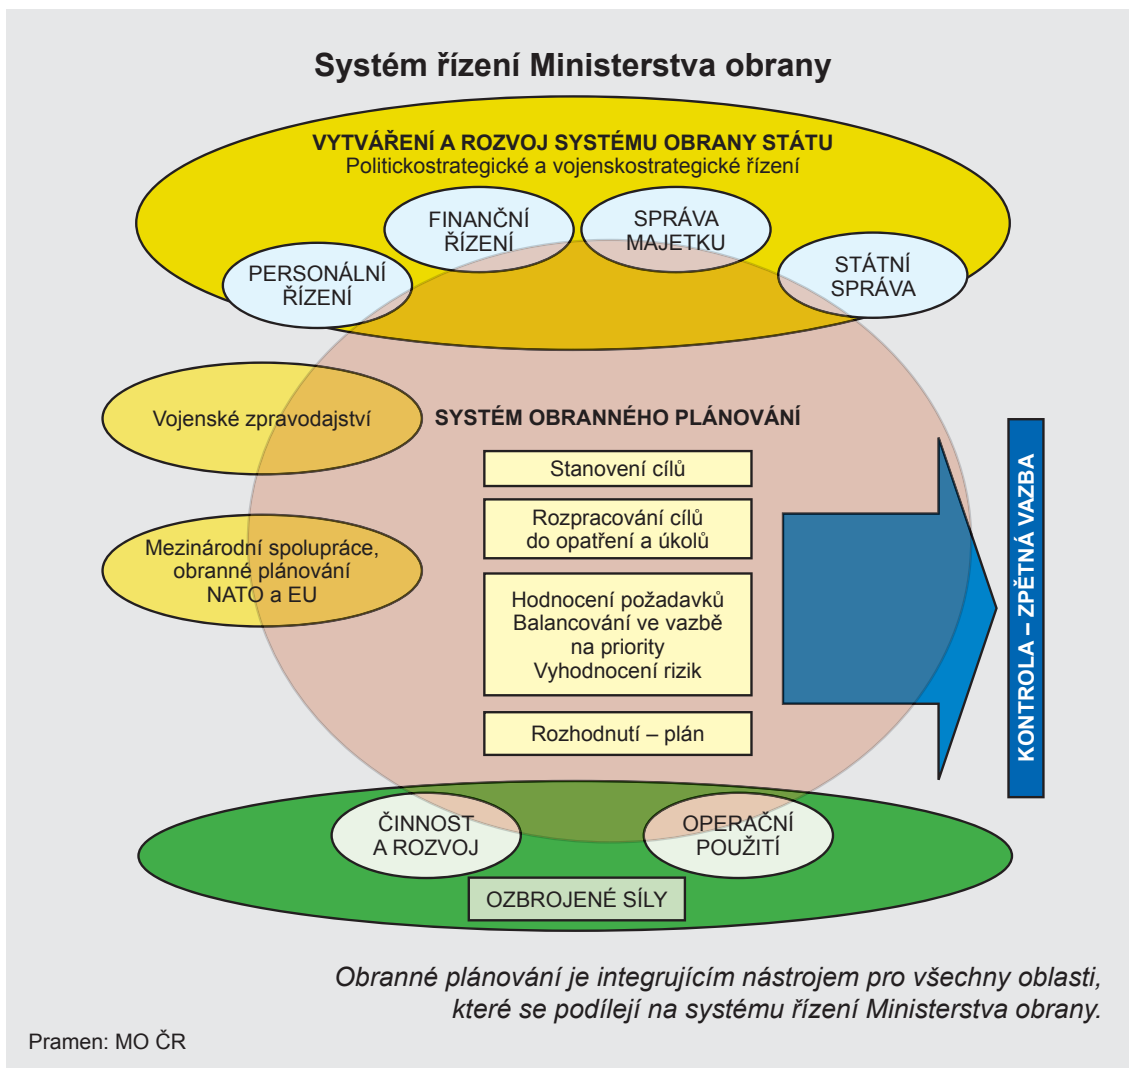 Systém řízení Ministerstva obrany
VYTVÁŘENÍ A ROZVOJ SYSTÉMU OBRANY STÁTU
Politickostrategické a vojenskostrategické řízení
FINANČNÍ
ŘÍZENÍ
SPRÁVA
MAJETKU
PERSONÁLNÍ
ŘÍZENÍ
STÁTNÍ
SPRÁVA
Vojenské zpravodajství
SYSTÉM OBRANNÉHO PLÁNOVÁNÍ
Stanovení cílů
Rozpracování cílů
do opatření a úkolů
Mezinárodní spolupráce,
obranné plánování
NATO a EU
Hodnocení požadavků
Balancování ve vazbě
na priority
Vyhodnocení rizik
Rozhodnutí – plán
KONTROLA – ZPĚTNÁ VAZBA
ČINNOST
A ROZVOJ
OPERAČNÍ
POUŽITÍ
OZBROJENÉ SÍLY
Obranné plánování je integrujícím nástrojem pro všechny oblasti,
které se podílejí na systému řízení Ministerstva obrany.
Pramen: MO ČR